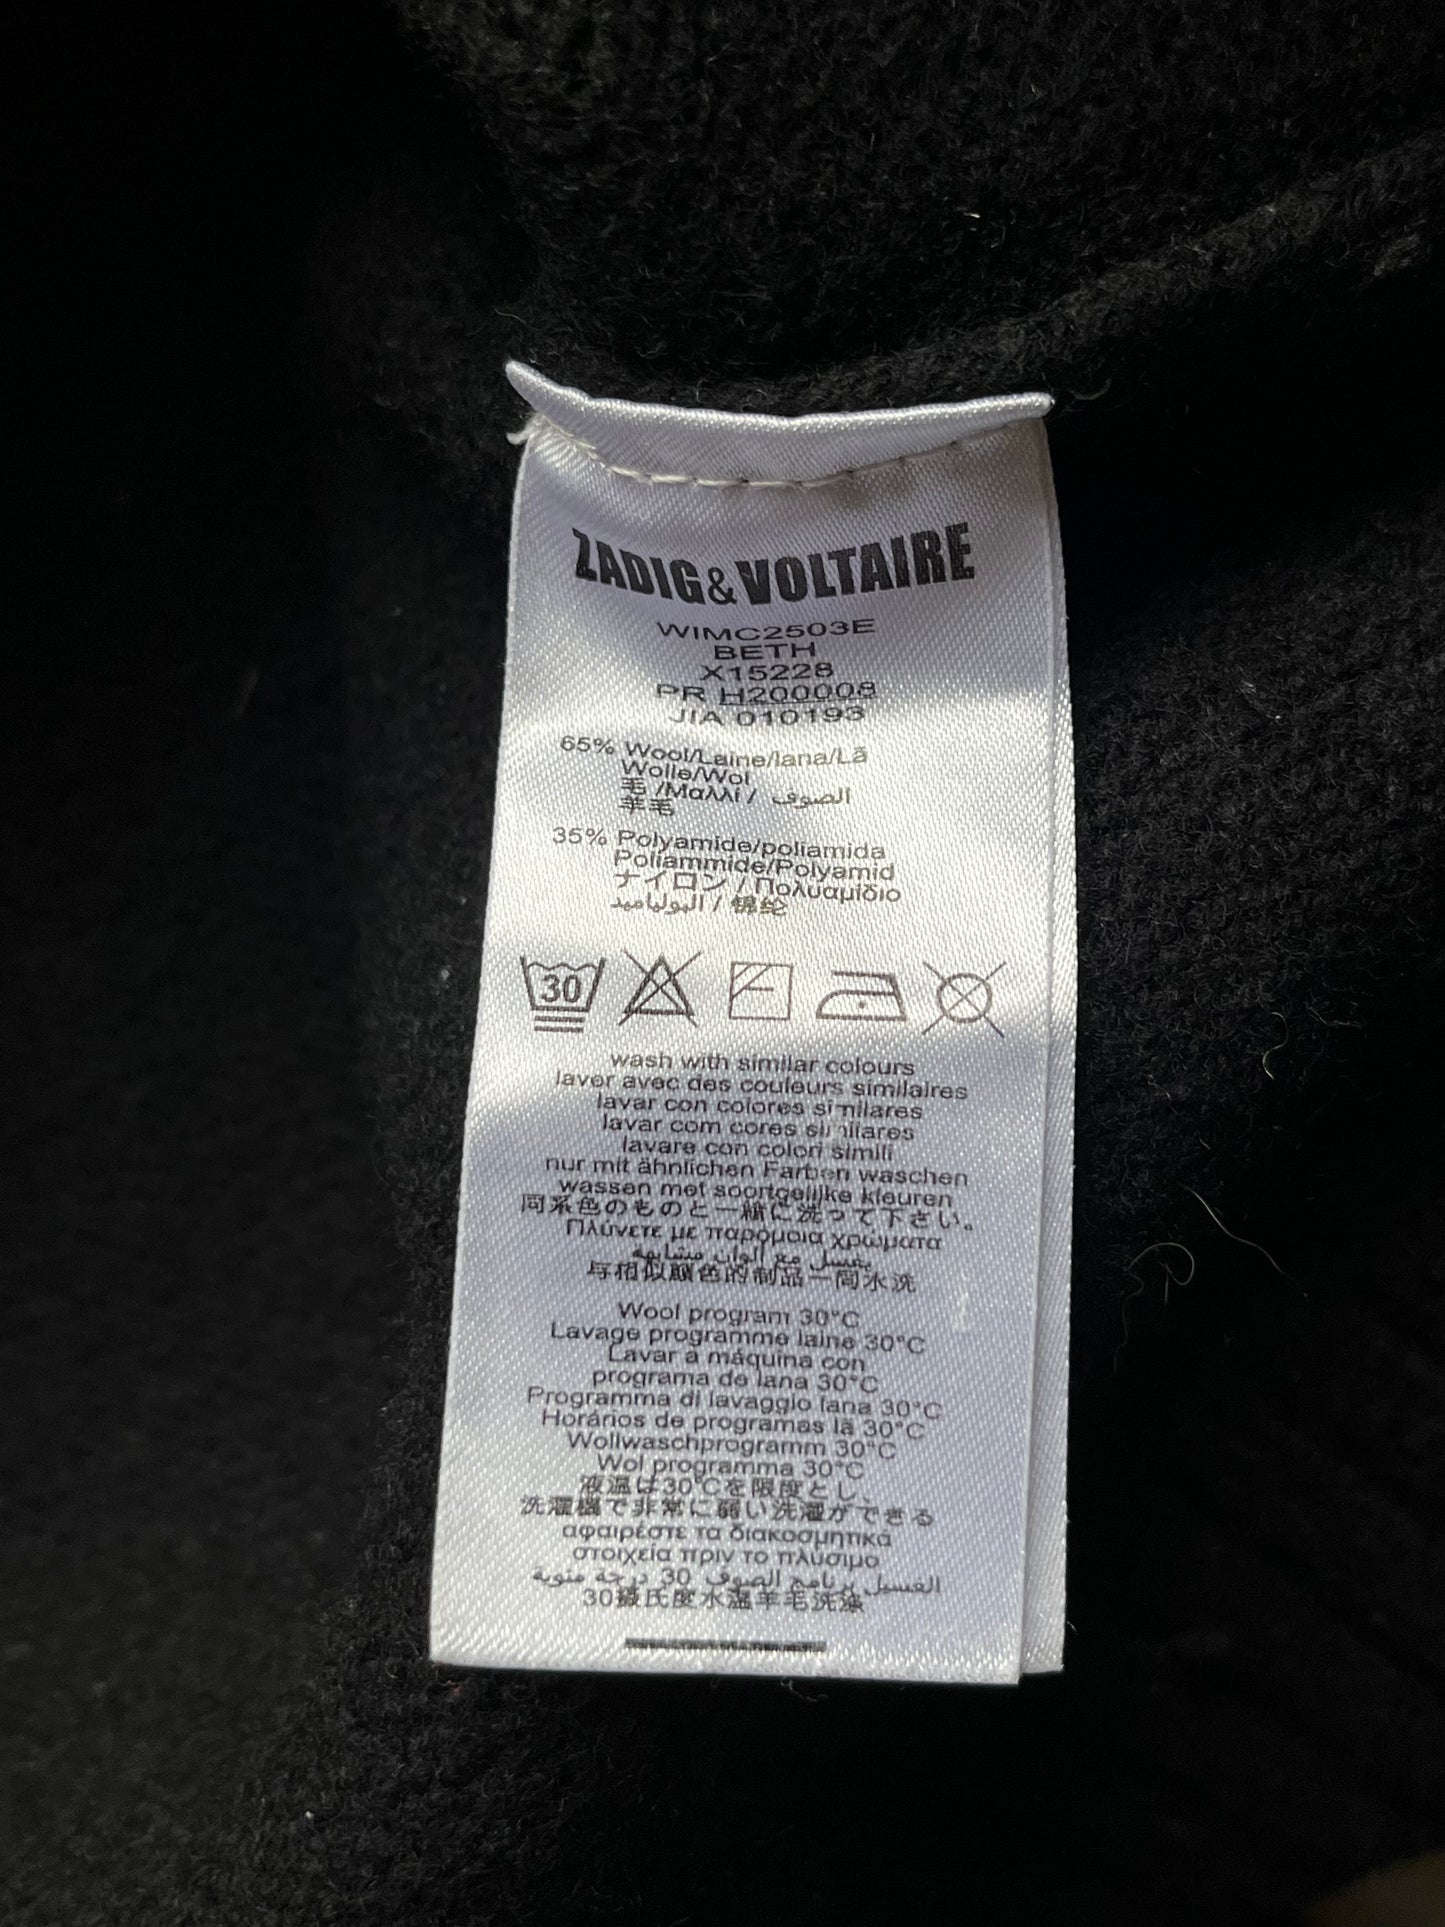 ZADIG&VOLTAIRE
WIMC2503E
BETH
X15228
PR H200008
JIA 010193
65% Wool/Laine/lana/Lã
Wolle/Wol
毛 /Μαλλί / الصوف
羊毛
35% Polyamide/poliamida
Poliammide/Polyamid
ナイロン / Πολυαμίδιο
البولياميد / 锦纶
30
wash with similar colours
laver avec des couleurs similaires
lavar con colores similares
lavar com cores similares
lavare con colori simili
nur mit ähnlichen Farben waschen
wassen met soortgelijke kleuren
同系色のものと一緒に洗って下さい。
Πλύνετε με παρόμοια χρώματα
يغسل مع ألوان مشابهة
与相似颜色的制品一同水洗
Wool program 30°C
Lavage programme laine 30°C
Lavar a máquina con
programa de lana 30°C
Programma di lavaggio lana 30°C
Horários de programas lã 30°C
Wollwaschprogramm 30°C
Wol programma 30°C
液温は30℃を限度とし、
洗濯機で非常に弱い洗濯ができる
αφαιρέστε τα διακοσμητικά
στοιχεία πριν το πλύσιμο
الغسيل برنامج الصوف 30 درجة مئوية
30摄氏度水温羊毛洗涤